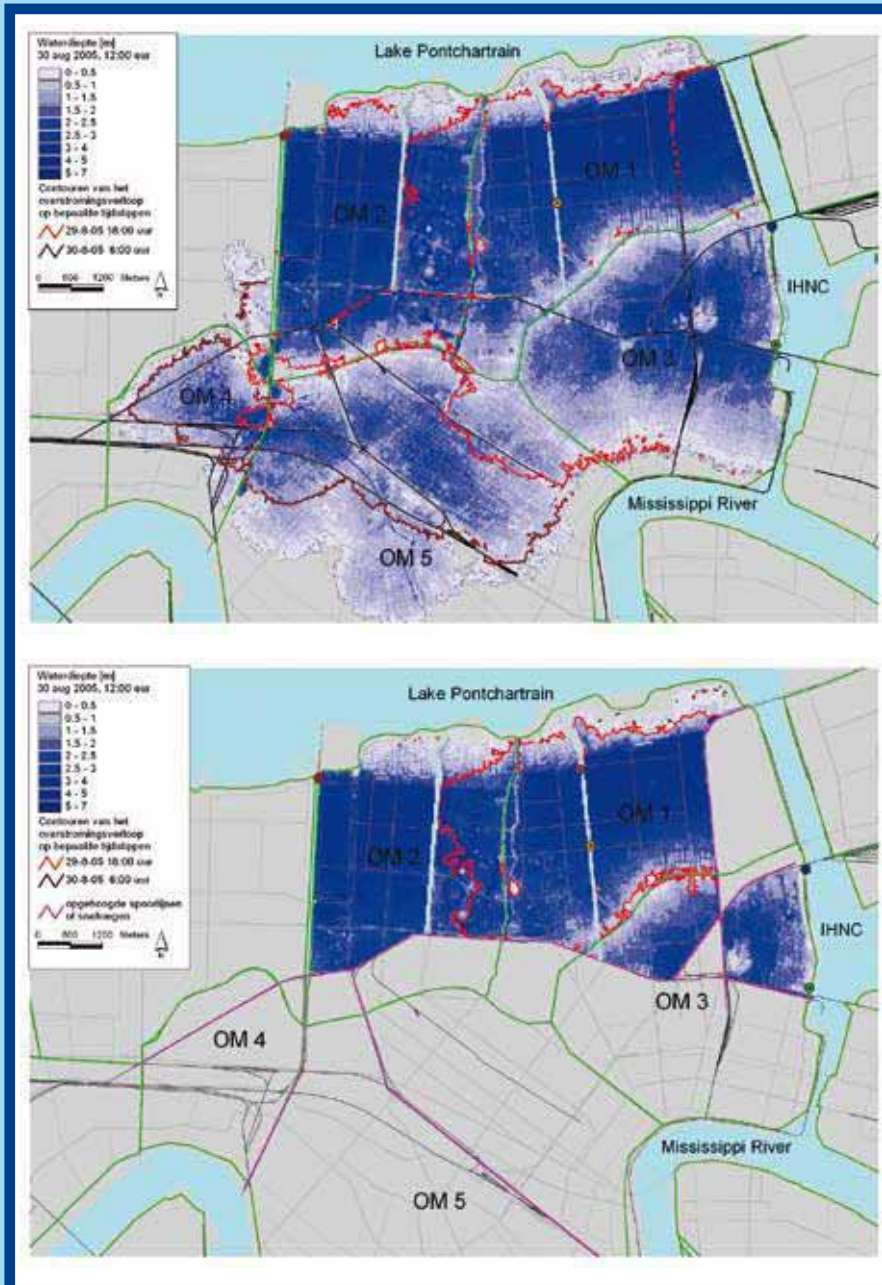 Waterdiepte [m]
30 aug 2005, 12:00 uur
0 - 0.5
0.5 - 1
1 - 1.5
1.5 - 2
2 - 2.5
2.5 - 3
3 - 4
4 - 5
5 - 7
Contouren van het
overstromingsverloop
op bepaalde tijdstippen
29-8-05 18:00 uur
30-8-05 6:00 uur
0 600 1200 Meters
N
Lake Pontchartrain
OM 1
OM 2
IHNC
OM 3
OM 4
Mississippi River
OM 5
Waterdiepte [m]
30 aug 2005, 12:00 uur
0 - 0.5
0.5 - 1
1 - 1.5
1.5 - 2
2 - 2.5
2.5 - 3
3 - 4
4 - 5
5 - 7
Contouren van het
overstromingsverloop
op bepaalde tijdstippen
29-8-05 18:00 uur
30-8-05 6:00 uur
opgehoogde spoorlijnen
of snelwegen
0 600 1200 Meters
N
Lake Pontchartrain
OM 1
OM 2
IHNC
OM 3
OM 4
Mississippi River
OM 5